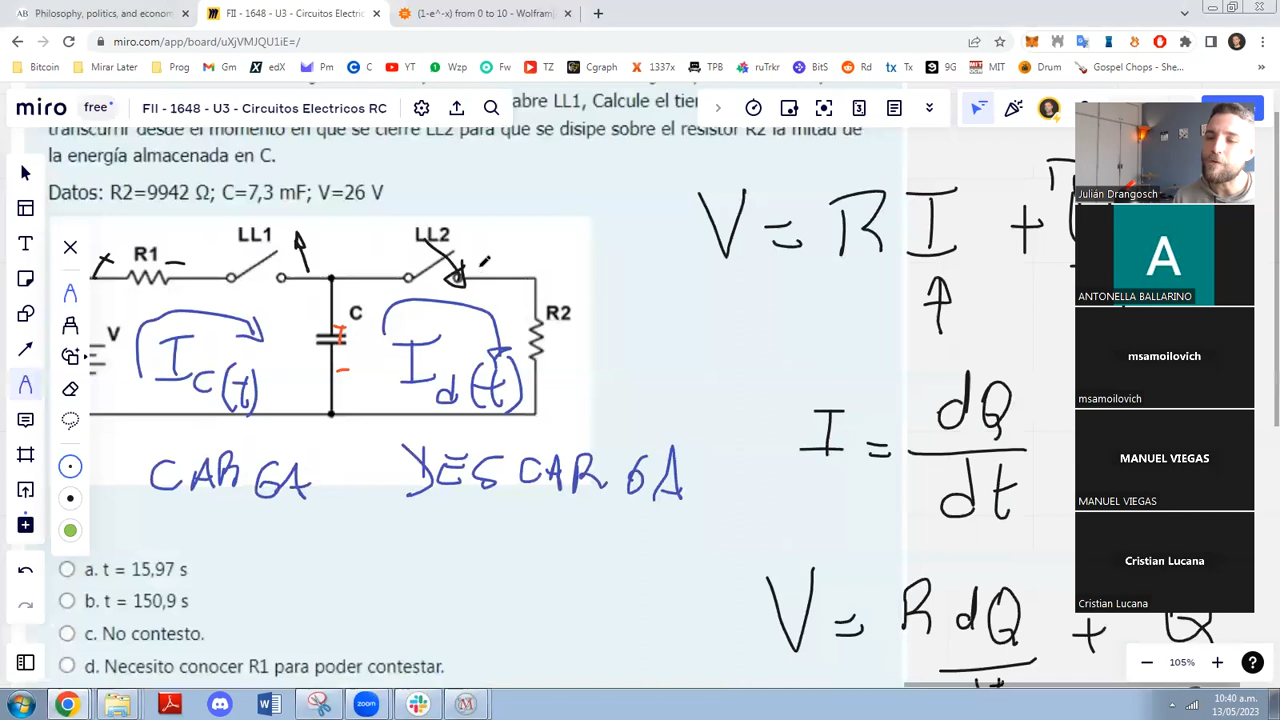 Philosophy, politics, and econom
FII - 1648 - U3 - Circuitos Electric
(1-e^-x) from 0 to 10 - Wolfram
miro.com/app/board/uXjVMJQU1iE=/
Bitcoin
Mirar Later
Prog
Gm
edX
Pm
C
YT
Wzp
Fw
TZ
Cgraph
1337x
TPB
BitS
ruTrkr
Rd
Tx
9G
MIT
Drum
Gospel Chops - She...
miro
free
FII - 1648 - U3 - Circuitos Electricos RC
abre LL1, Calcule el tie
transcurrir desde el momento en que se cierre LL2 para que se disipe sobre el resistor R2 la mitad de
la energía almacenada en C.
Datos: R2=9942 Ω; C=7,3 mF; V=26 V
R1
LL1
LL2
C
R2
V
I c(t)
I d(t)
CARGA
DESCARGA
V = R I +
I = dQ
dt
V = R dQ + Q
a. t = 15,97 s
b. t = 150,9 s
c. No contesto.
d. Necesito conocer R1 para poder contestar.
Julián Drangosch
A
ANTONELLA BALLARINO
msamoilovich
msamoilovich
MANUEL VIEGAS
MANUEL VIEGAS
Cristian Lucana
Cristian Lucana
105%
zoom
10:40 a.m.
13/05/2023